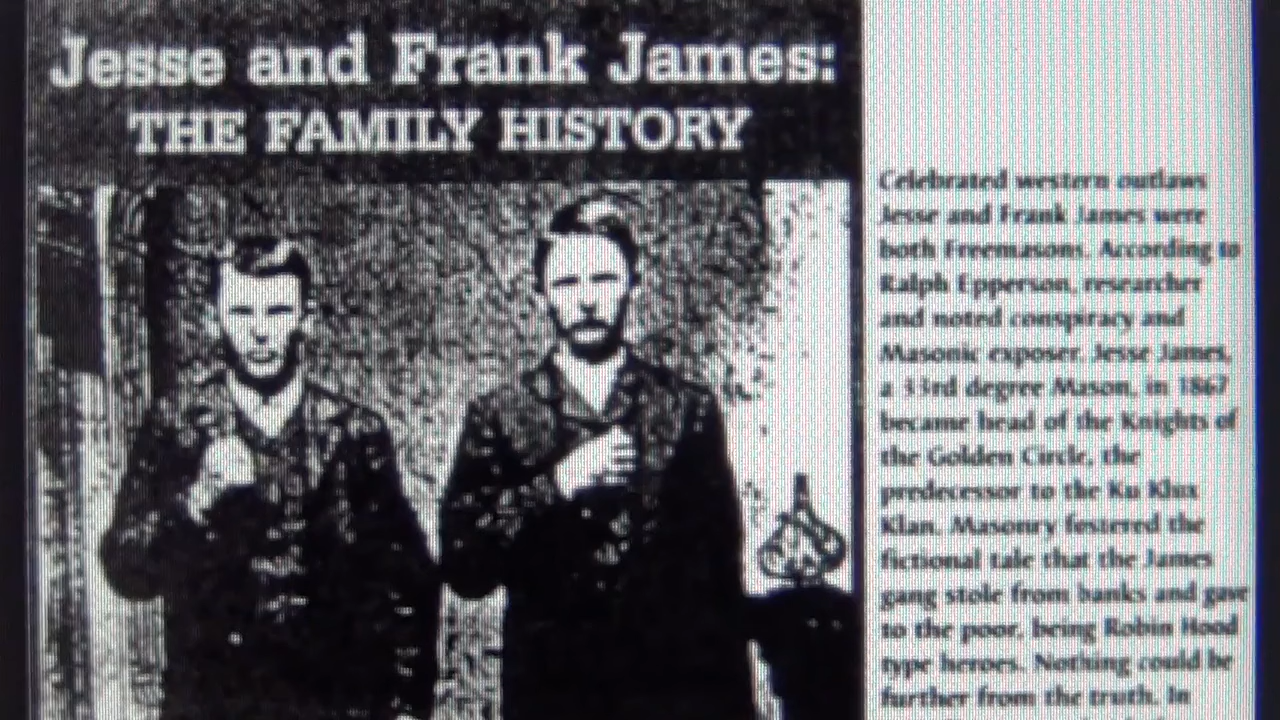 Jesse and Frank James:
THE FAMILY HISTORY
Celebrated western outlaws
Jesse and Frank James were
both Freemasons. According to
Ralph Epperson, researcher
and noted conspiracy and
Masonic exposer, Jesse James,
a 33rd degree Mason, in 1867
became head of the Knights of
the Golden Circle, the
predecessor to the Ku Klux
Klan. Masonry festered the
fictional tale that the James
gang stole from banks and gave
to the poor, being Robin Hood
type heroes. Nothing could be
further from the truth. In